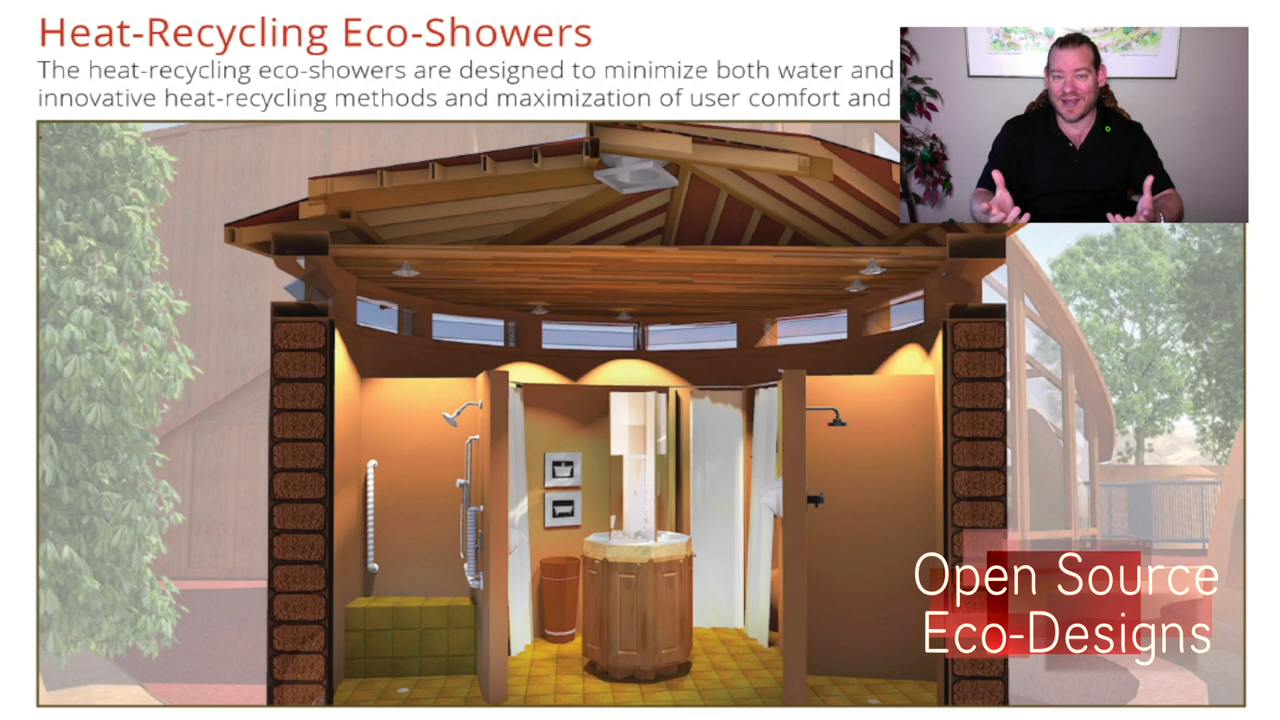 Heat-Recycling Eco-Showers
The heat-recycling eco-showers are designed to minimize both water and
innovative heat-recycling methods and maximization of user comfort and
Open Source
Eco-Designs